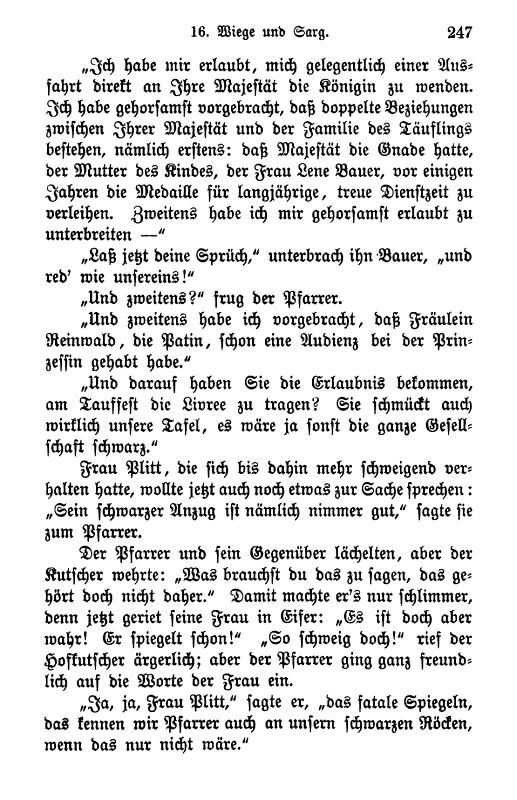 16. Wiege und Sarg. 247
„Ich habe mir erlaubt, mich gelegentlich einer Aus-
fahrt direkt an Ihre Majestät die Königin zu wenden.
Ich habe gehorsamst vorgebracht, daß doppelte Beziehungen
zwischen Ihrer Majestät und der Familie des Täuflings
bestehen, nämlich erstens: daß Majestät die Gnade hatte,
der Mutter des Kindes, der Frau Lene Bauer, vor einigen
Jahren die Medaille für langjährige, treue Dienstzeit zu
verleihen. Zweitens habe ich mir gehorsamst erlaubt zu
unterbreiten —“
„Laß jetzt deine Sprüch,“ unterbrach ihn Bauer, „und
red’ wie unsereins!“
„Und zweitens?“ frug der Pfarrer.
„Und zweitens habe ich vorgebracht, daß Fräulein
Reinwald, die Patin, schon eine Audienz bei der Prin-
zessin gehabt habe.“
„Und darauf haben Sie die Erlaubnis bekommen,
am Tauffest die Livree zu tragen? Sie schmückt auch
wirklich unsere Tafel, es wäre ja sonst die ganze Gesell-
schaft schwarz.“
Frau Plitt, die sich bis dahin mehr schweigend ver-
halten hatte, wollte jetzt auch noch etwas zur Sache sprechen:
„Sein schwarzer Anzug ist nämlich nimmer gut,“ sagte sie
zum Pfarrer.
Der Pfarrer und sein Gegenüber lächelten, aber der
Kutscher wehrte: „Was brauchst du das zu sagen, das ge-
hört doch nicht daher.“ Damit machte er’s nur schlimmer,
denn jetzt geriet seine Frau in Eifer: „Es ist doch aber
wahr! Er spiegelt schon!“ „So schweig doch!“ rief der
Hofkutscher ärgerlich; aber der Pfarrer ging ganz freund-
lich auf die Worte der Frau ein.
„Ja, ja, Frau Plitt,“ sagte er, „das fatale Spiegeln,
das kennen wir Pfarrer auch an unsern schwarzen Röcken,
wenn das nur nicht wäre.“